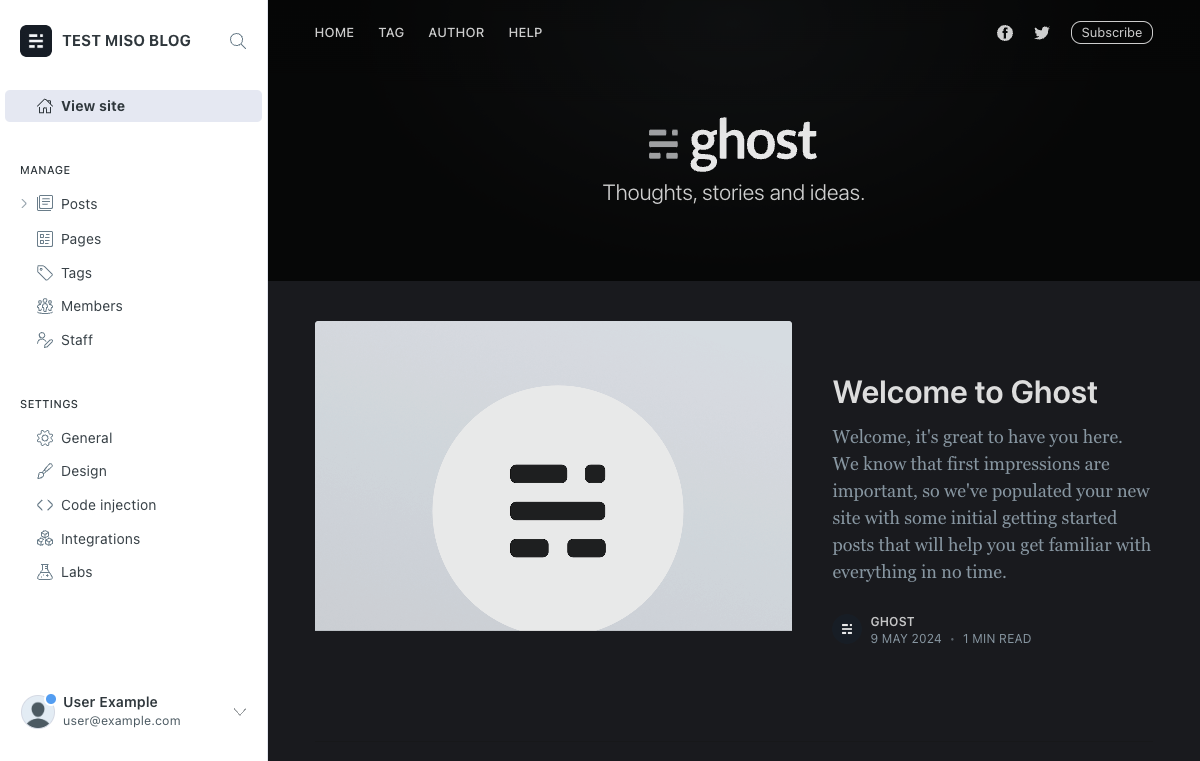 TEST MISO BLOG
View site
MANAGE
Posts
Pages
Tags
Members
Staff
SETTINGS
General
Design
Code injection
Integrations
Labs
User Example
user@example.com
HOME TAG AUTHOR HELP Subscribe
ghost
Thoughts, stories and ideas.
Welcome to Ghost
Welcome, it's great to have you here.
We know that first impressions are
important, so we've populated your new
site with some initial getting started
posts that will help you get familiar with
everything in no time.
GHOST
9 MAY 2024 • 1 MIN READ